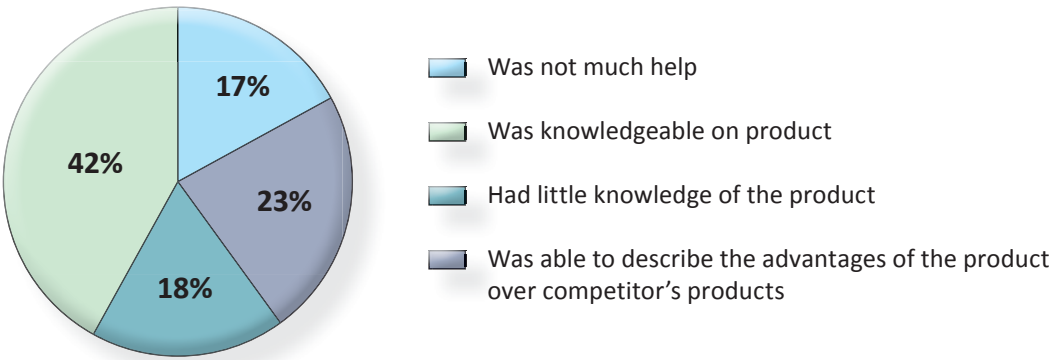 17%
42%
23%
18%
Was not much help
Was knowledgeable on product
Had little knowledge of the product
Was able to describe the advantages of the product
over competitor’s products